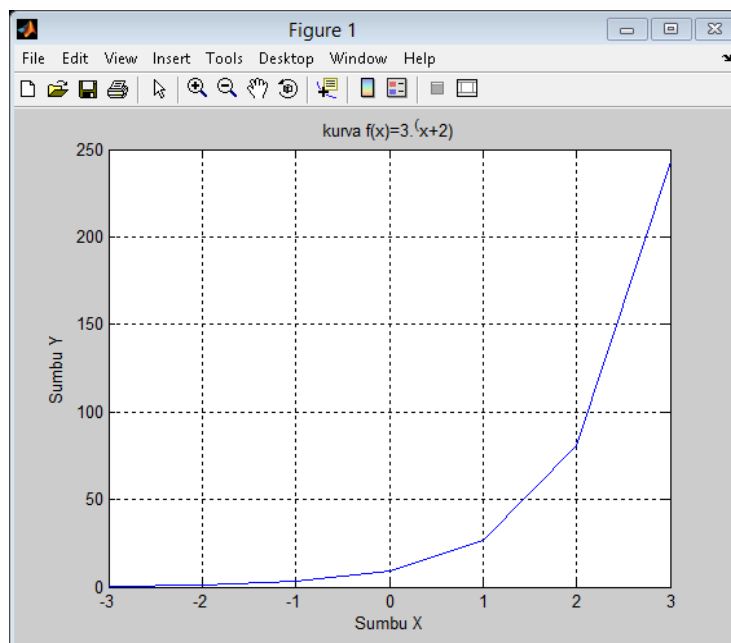 Figure 1
File Edit View Insert Tools Desktop Window Help
kurva f(x)=3.(x+2)
250
200
150
100
50
0
Sumbu Y
-3 -2 -1 0 1 2 3
Sumbu X